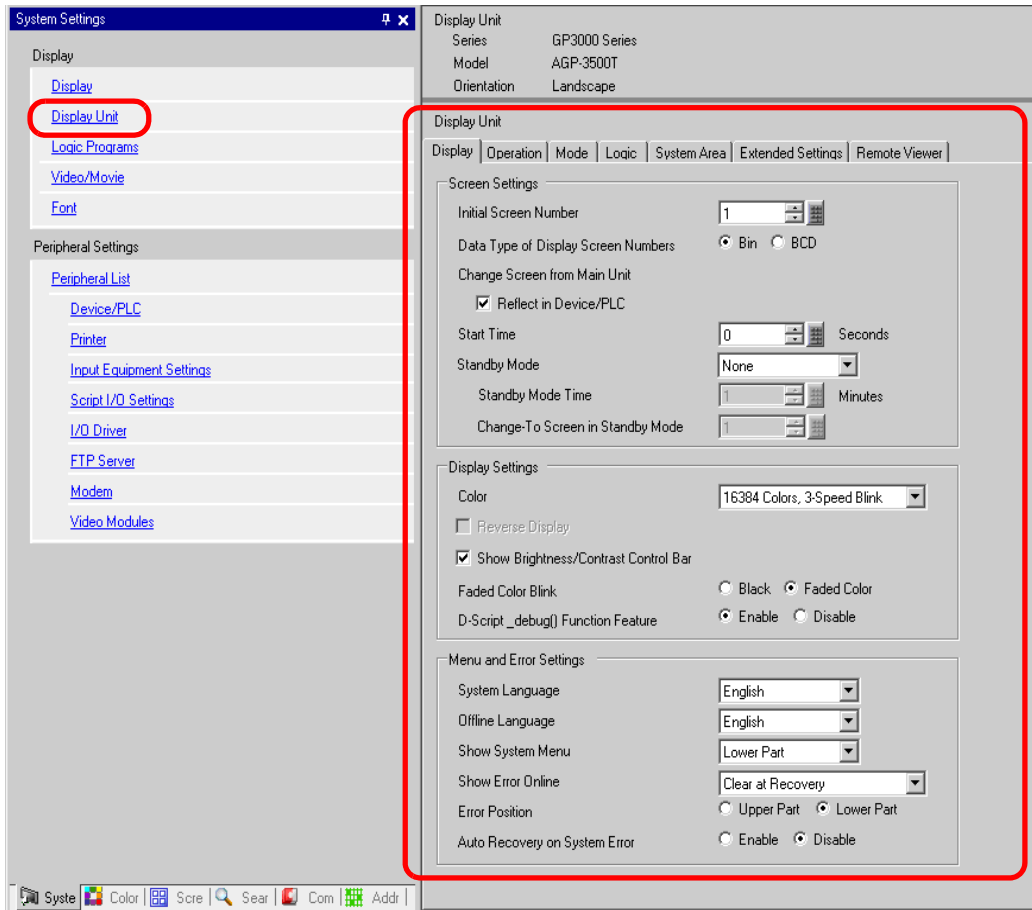 System Settings
Display
Display
Display Unit
Logic Programs
Video/Movie
Font
Peripheral Settings
Peripheral List
Device/PLC
Printer
Input Equipment Settings
Script I/O Settings
I/O Driver
FTP Server
Modem
Video Modules
Syste Color Scre Sear Com Addr
Display Unit
Series GP3000 Series
Model AGP-3500T
Orientation Landscape
Display Unit
Display Operation Mode Logic System Area Extended Settings Remote Viewer
Screen Settings
Initial Screen Number 1
Data Type of Display Screen Numbers Bin BCD
Change Screen from Main Unit
Reflect in Device/PLC
Start Time 0 Seconds
Standby Mode None
Standby Mode Time 1 Minutes
Change-To Screen in Standby Mode 1
Display Settings
Color 16384 Colors, 3-Speed Blink
Reverse Display
Show Brightness/Contrast Control Bar
Faded Color Blink Black Faded Color
D-Script _debug() Function Feature Enable Disable
Menu and Error Settings
System Language English
Offline Language English
Show System Menu Lower Part
Show Error Online Clear at Recovery
Error Position Upper Part Lower Part
Auto Recovery on System Error Enable Disable